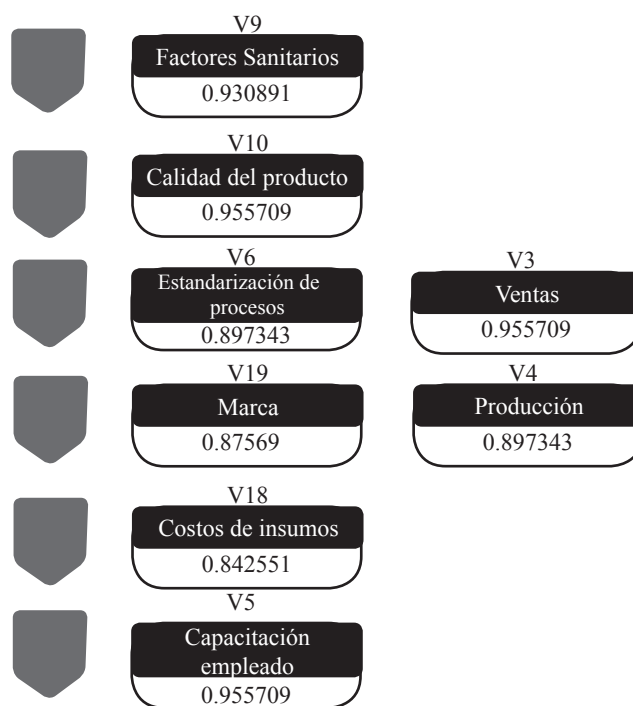 V9
Factores Sanitarios
0.930891
V10
Calidad del producto
0.955709
V6
Estandarización de
procesos
0.897343
V3
Ventas
0.955709
V19
Marca
0.87569
V4
Producción
0.897343
V18
Costos de insumos
0.842551
V5
Capacitación
empleado
0.955709